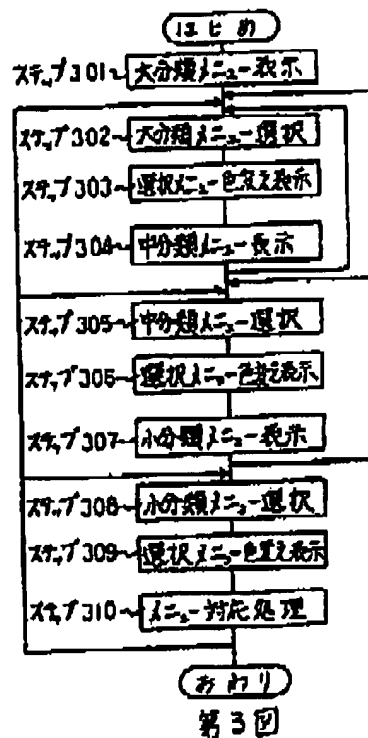 はじめ
ステップ301 大分類メニュー表示
ステップ302 大分類メニュー選択
ステップ303 選択メニュー色変え表示
ステップ304 中分類メニュー表示
ステップ305 中分類メニュー選択
ステップ306 選択メニュー色変え表示
ステップ307 小分類メニュー表示
ステップ308 小分類メニュー選択
ステップ309 選択メニュー色変え表示
ステップ310 メニュー対応処理
おわり
第3図